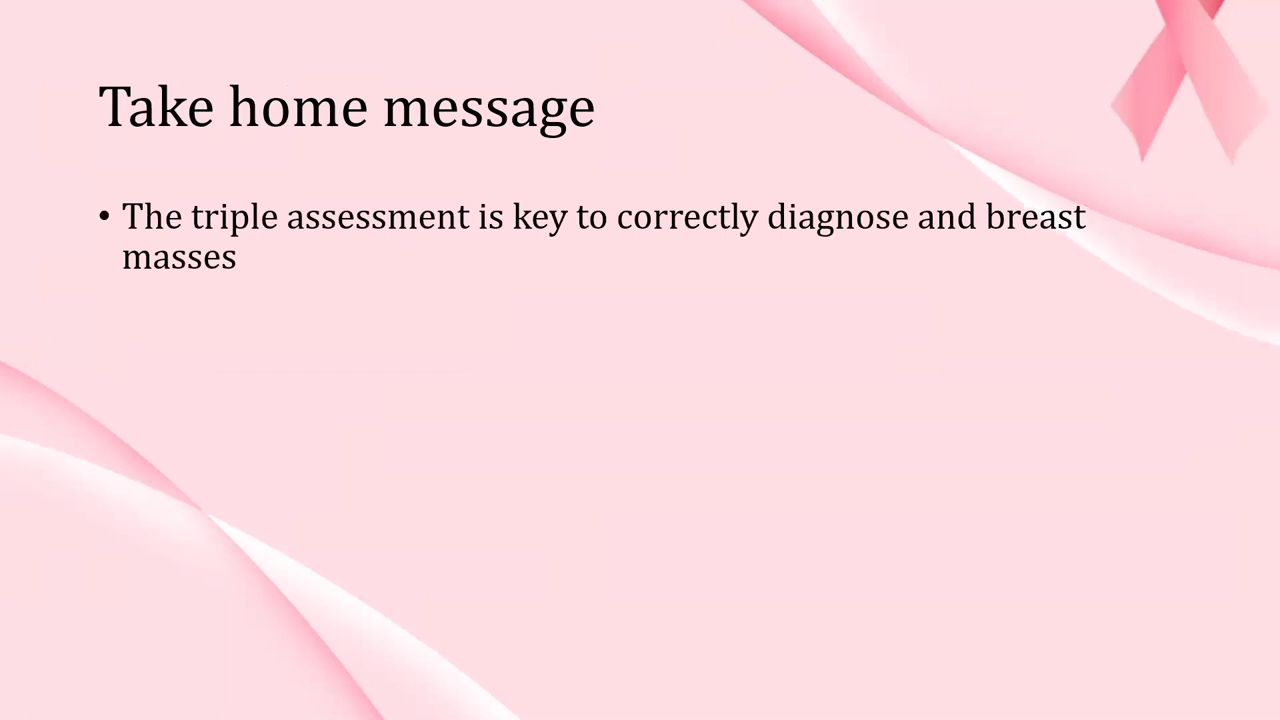 Take home message
• The triple assessment is key to correctly diagnose and breast
masses